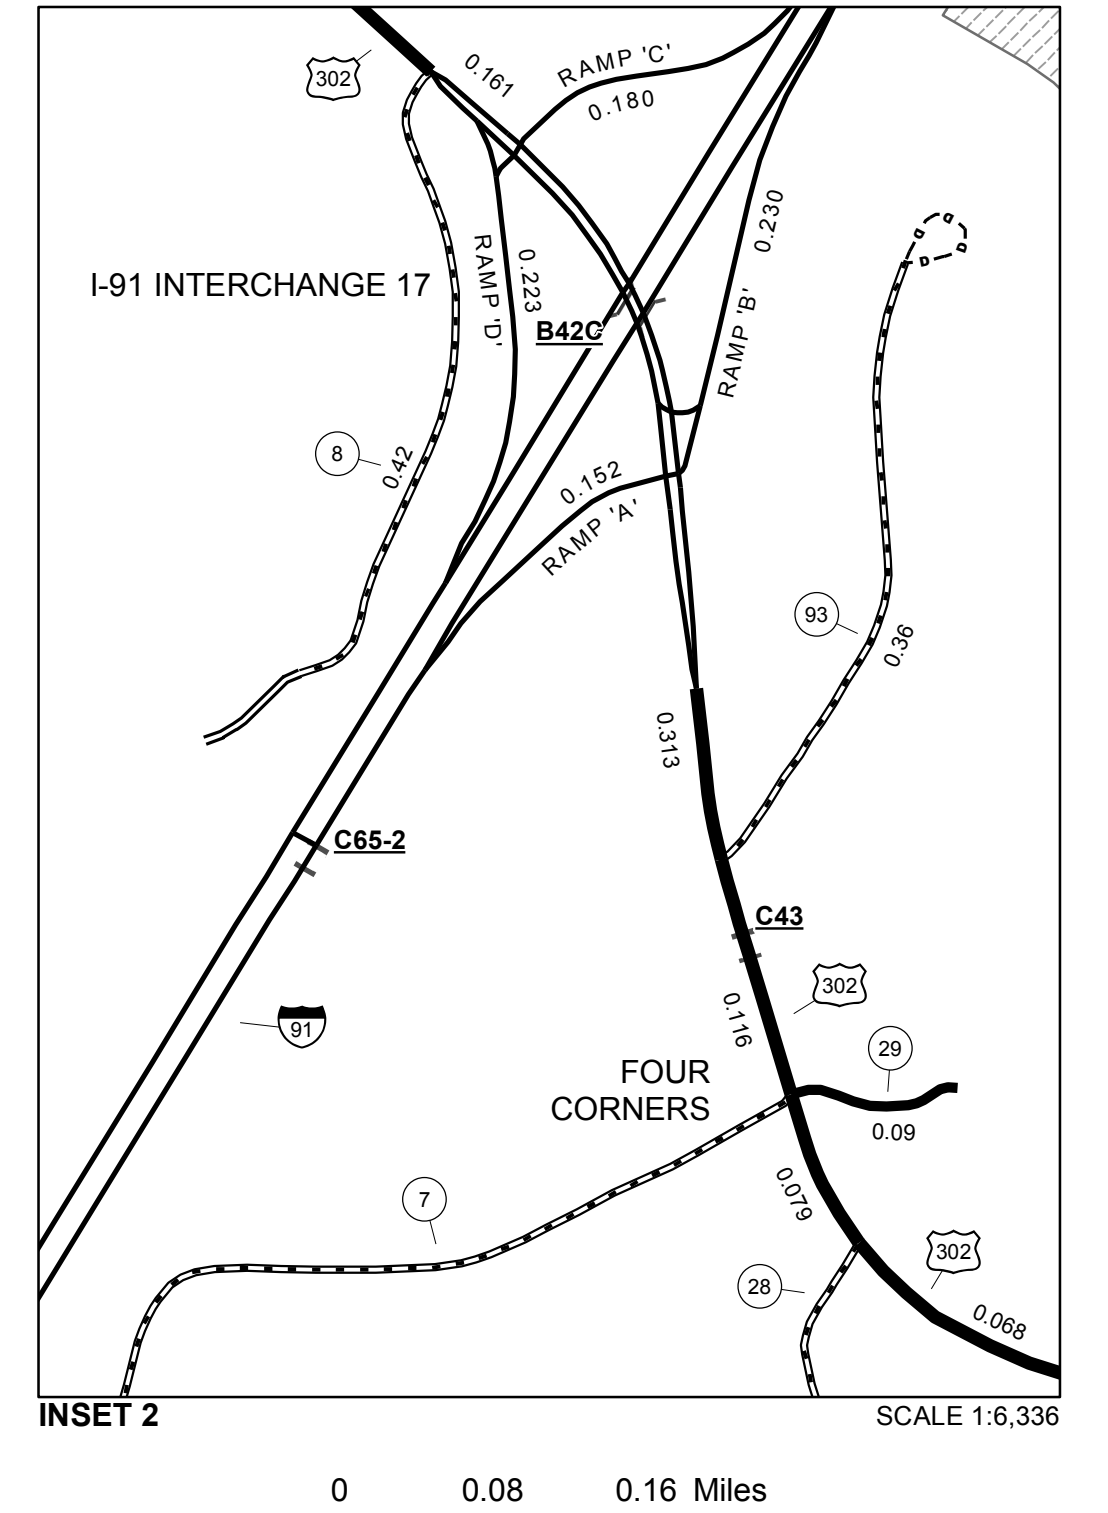 302
0.161
RAMP 'C'
0.180
0.230
I-91 INTERCHANGE 17
RAMP 'D'
0.223
B42C
RAMP 'B'
8
0.42
0.152
RAMP 'A'
93
0.36
0.313
C65-2
C43
302
0.116
91
29
FOUR
CORNERS
0.09
0.079
7
302
28
0.068
D
D
D
D
INSET 2
SCALE 1:6,336
0 0.08 0.16 Miles